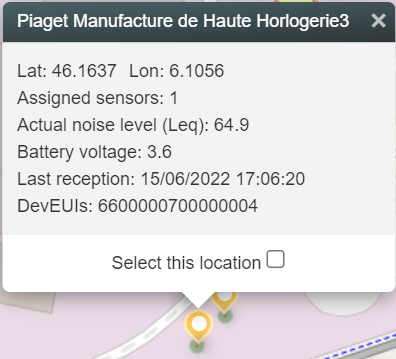 Piaget Manufacture de Haute Horlogerie3 ×
Lat: 46.1637 Lon: 6.1056
Assigned sensors: 1
Actual noise level (Leq): 64.9
Battery voltage: 3.6
Last reception: 15/06/2022 17:06:20
DevEUIs: 6600000700000004
Select this location